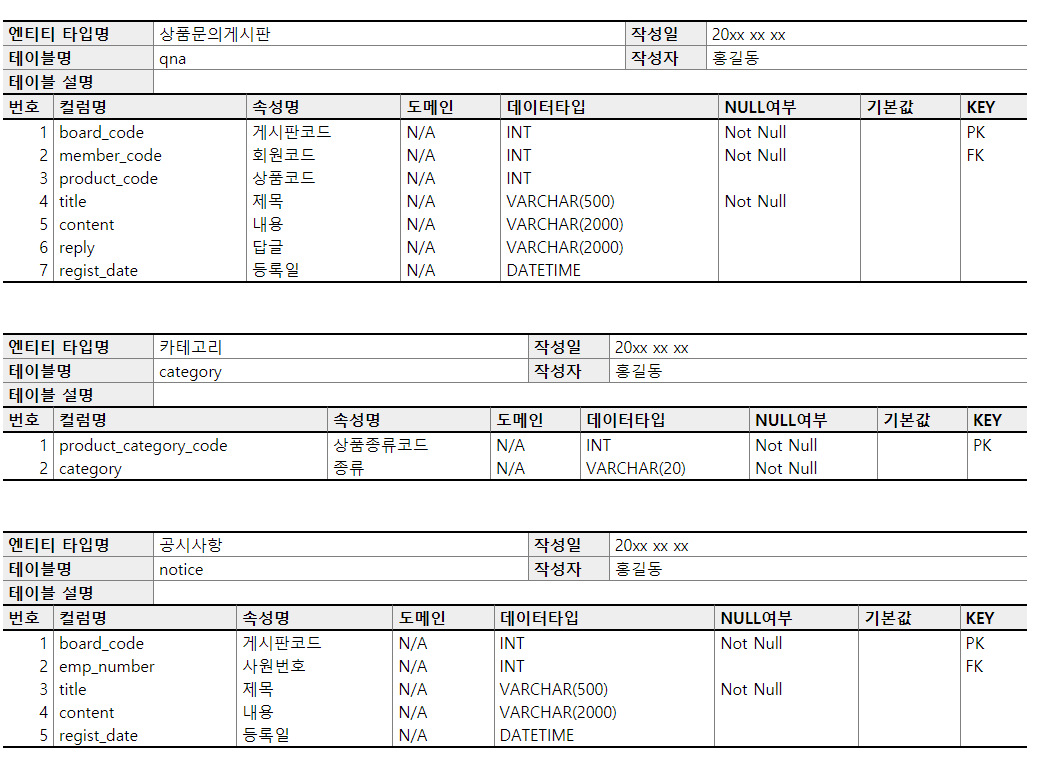 엔티티 타입명 상품문의게시판 작성일 20xx xx xx
테이블명 qna 작성자 홍길동
테이블 설명
번호 컬럼명 속성명 도메인 데이터타입 NULL여부 기본값 KEY
1 board_code 게시판코드 N/A INT Not Null PK
2 member_code 회원코드 N/A INT Not Null FK
3 product_code 상품코드 N/A INT
4 title 제목 N/A VARCHAR(500) Not Null
5 content 내용 N/A VARCHAR(2000)
6 reply 답글 N/A VARCHAR(2000)
7 regist_date 등록일 N/A DATETIME
엔티티 타입명 카테고리 작성일 20xx xx xx
테이블명 category 작성자 홍길동
테이블 설명
번호 컬럼명 속성명 도메인 데이터타입 NULL여부 기본값 KEY
1 product_category_code 상품종류코드 N/A INT Not Null PK
2 category 종류 N/A VARCHAR(20) Not Null
엔티티 타입명 공시사항 작성일 20xx xx xx
테이블명 notice 작성자 홍길동
테이블 설명
번호 컬럼명 속성명 도메인 데이터타입 NULL여부 기본값 KEY
1 board_code 게시판코드 N/A INT Not Null PK
2 emp_number 사원번호 N/A INT FK
3 title 제목 N/A VARCHAR(500) Not Null
4 content 내용 N/A VARCHAR(2000)
5 regist_date 등록일 N/A DATETIME